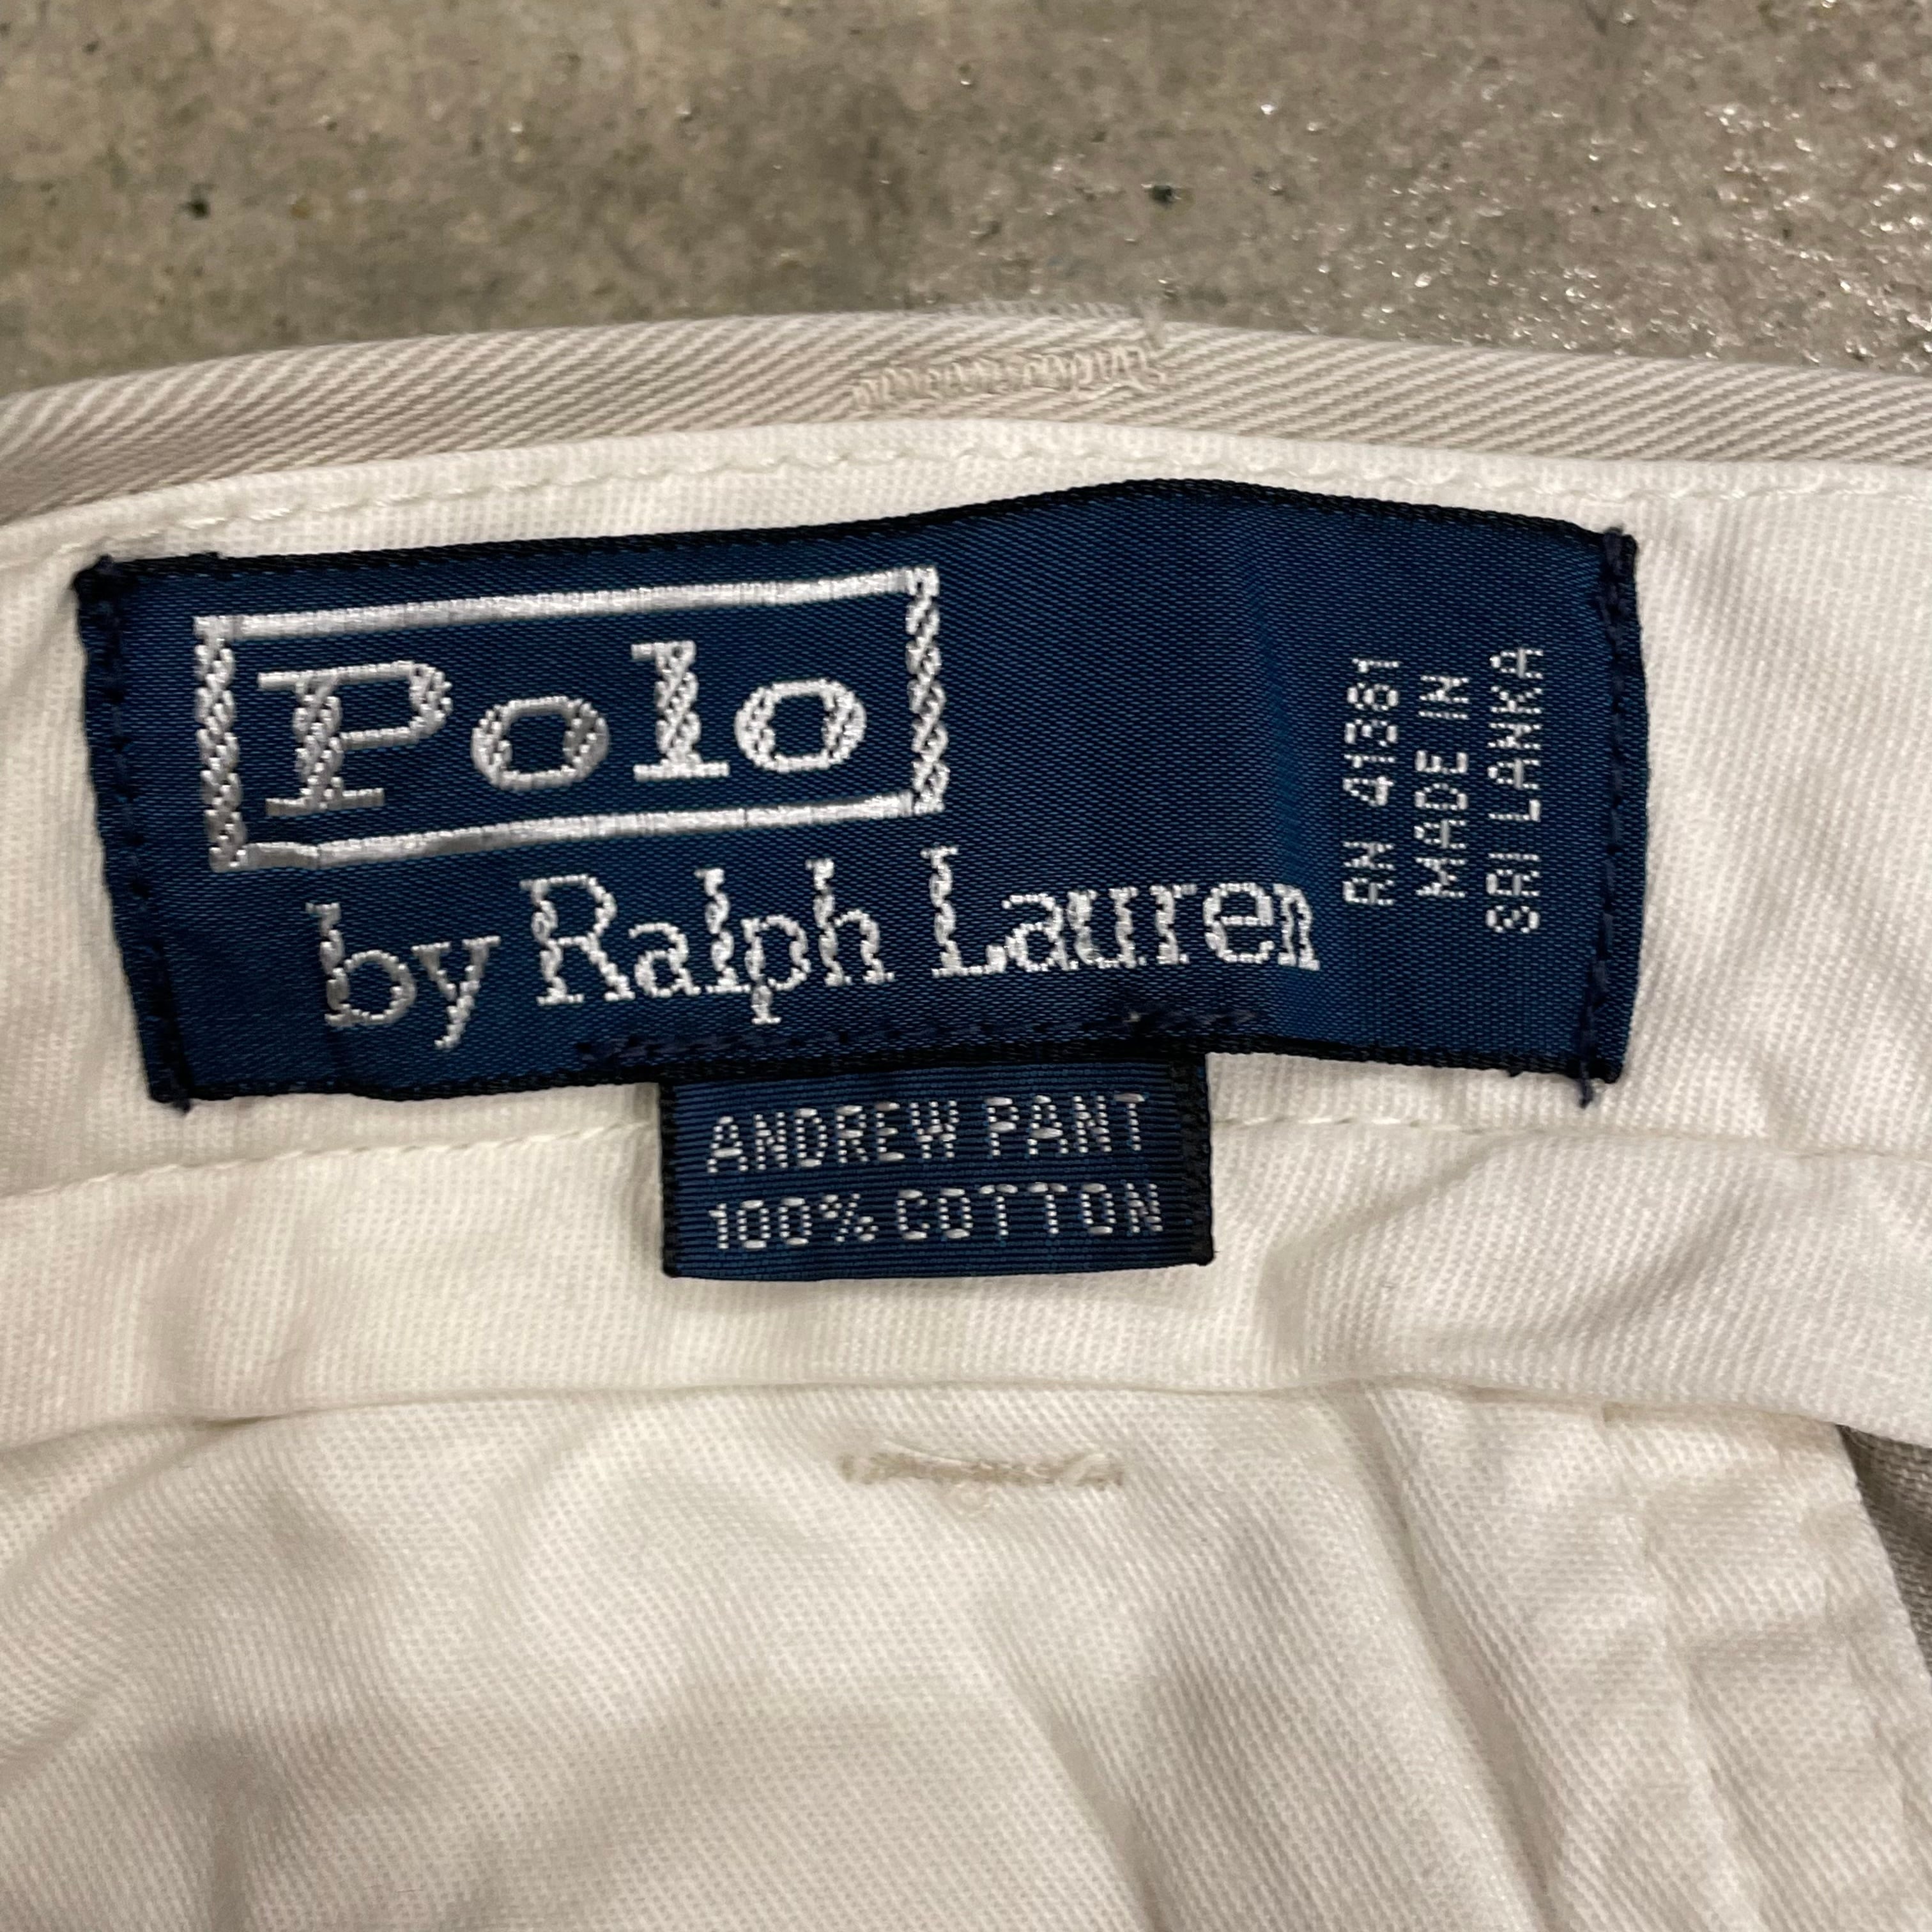 Polo
by Ralph Lauren
RN 41381
MADE IN
SRI LANKA
ANDREW PANT
100% COTTON